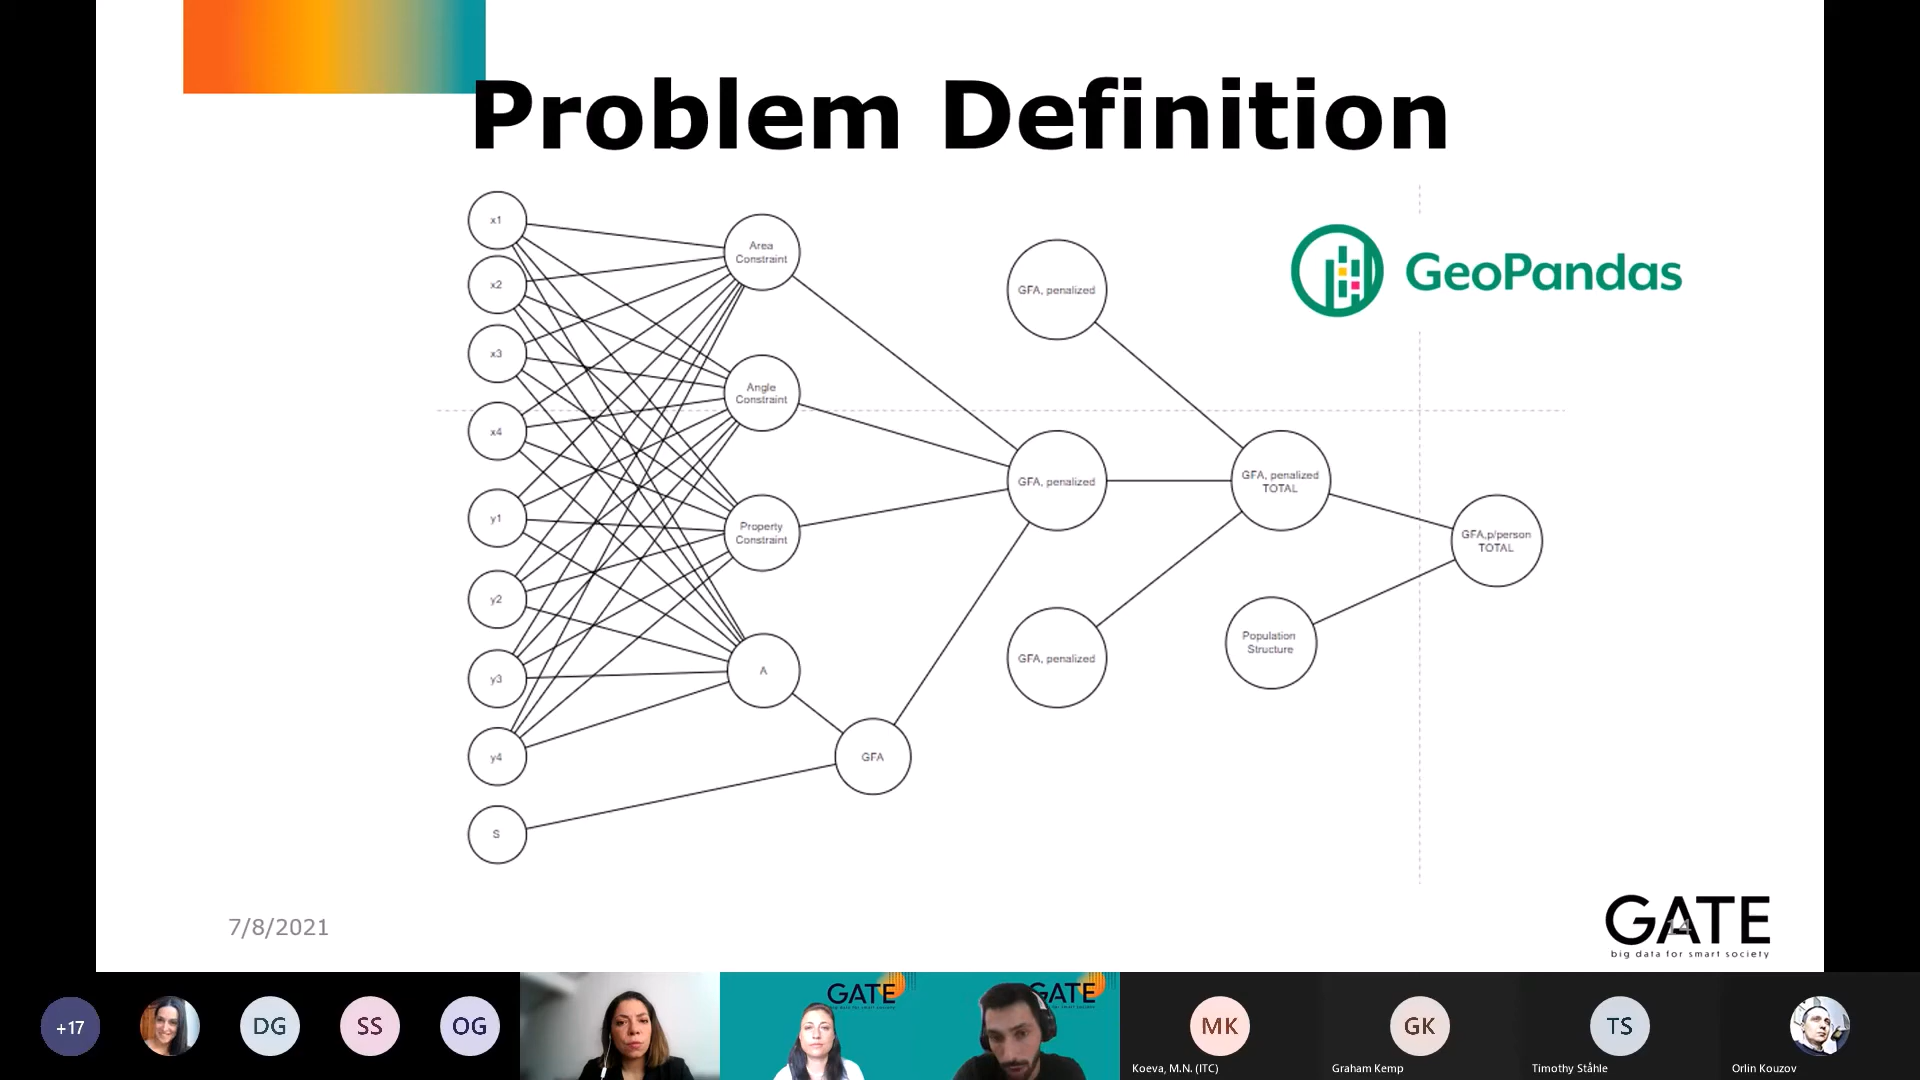 Problem Definition
x1
x2
x3
x4
y1
y2
y3
y4
S
Area
Constraint
Angle
Constraint
Property
Constraint
A
GFA
GFA, penalized
GFA, penalized
GFA, penalized
GFA, penalized
TOTAL
Population
Structure
GFA,p/person
TOTAL
GeoPandas
7/8/2021
GATE
14
big data for smart society
+17
DG
SS
OG
GATE
GATE
MK
Koeva, M.N. (ITC)
GK
Graham Kemp
TS
Timothy Ståhle
Orlin Kouzov